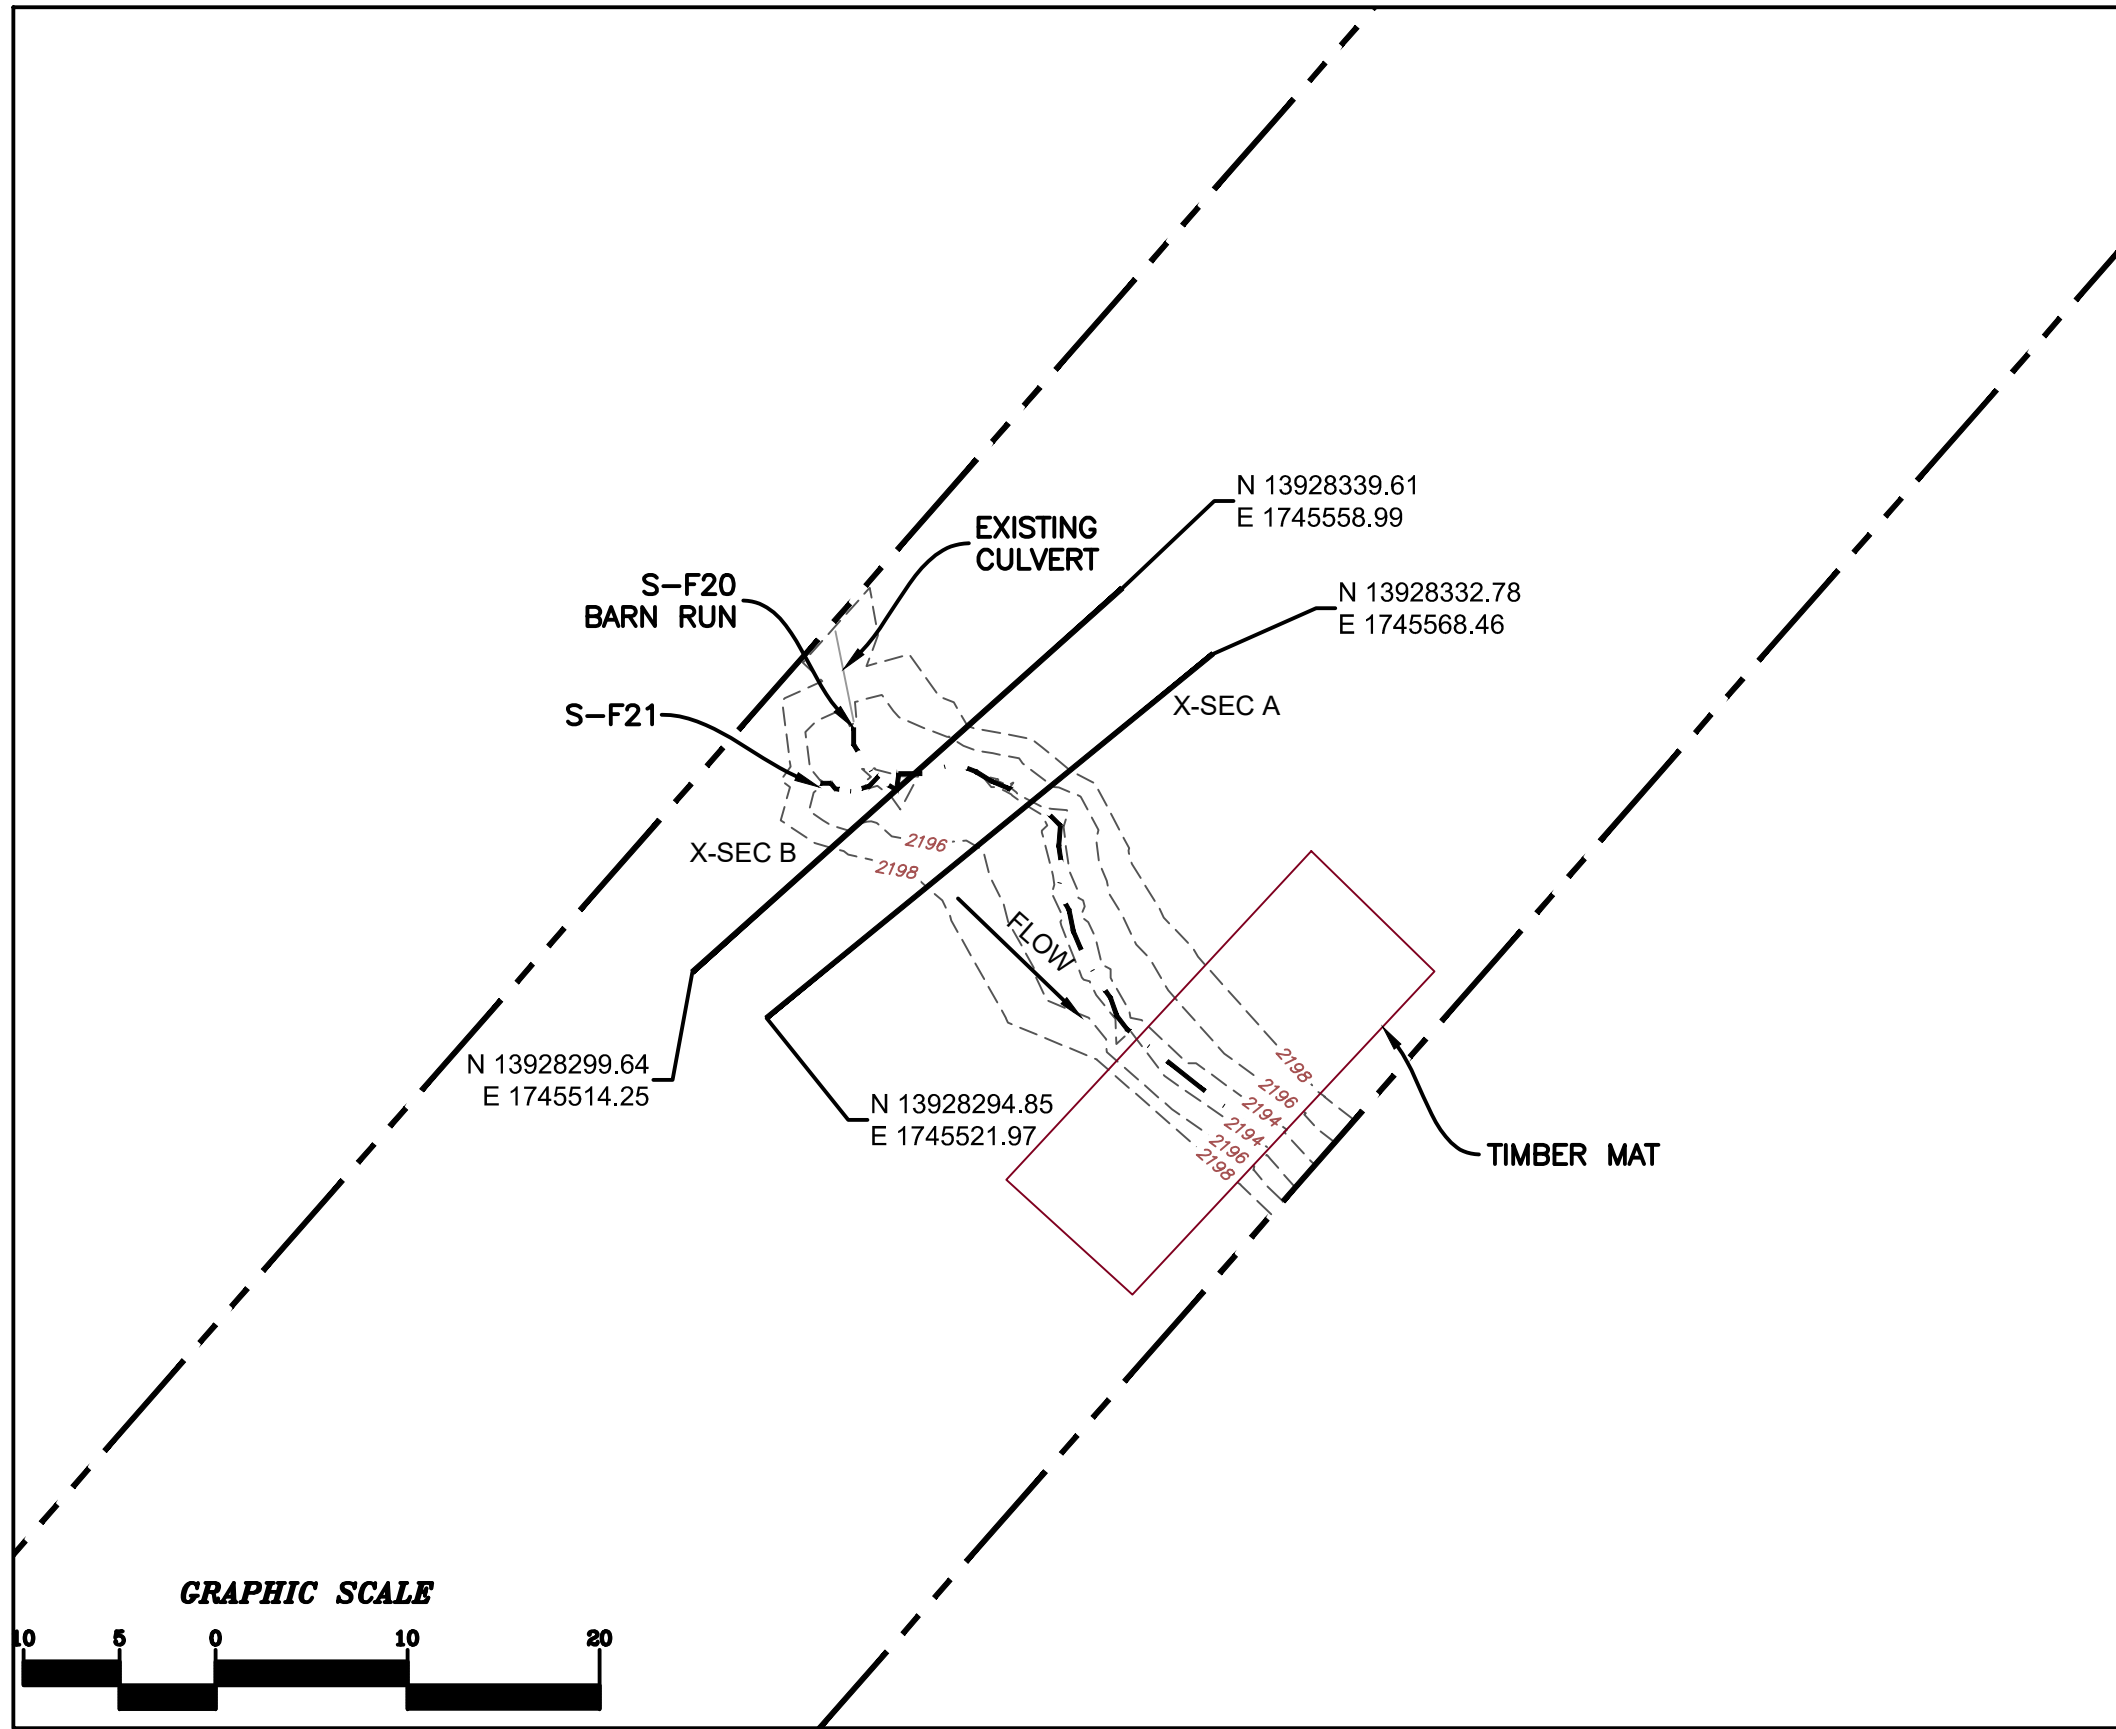 N 13928339.61
E 1745558.99
EXISTING
CULVERT
S-F20
BARN RUN
N 13928332.78
E 1745568.46
S-F21
X-SEC A
2196
X-SEC B
2198
FLOW
N 13928299.64
E 1745514.25
N 13928294.85
E 1745521.97
2198
2196
2194
2194
2196
2198
TIMBER MAT
GRAPHIC SCALE
10 5 0 10 20